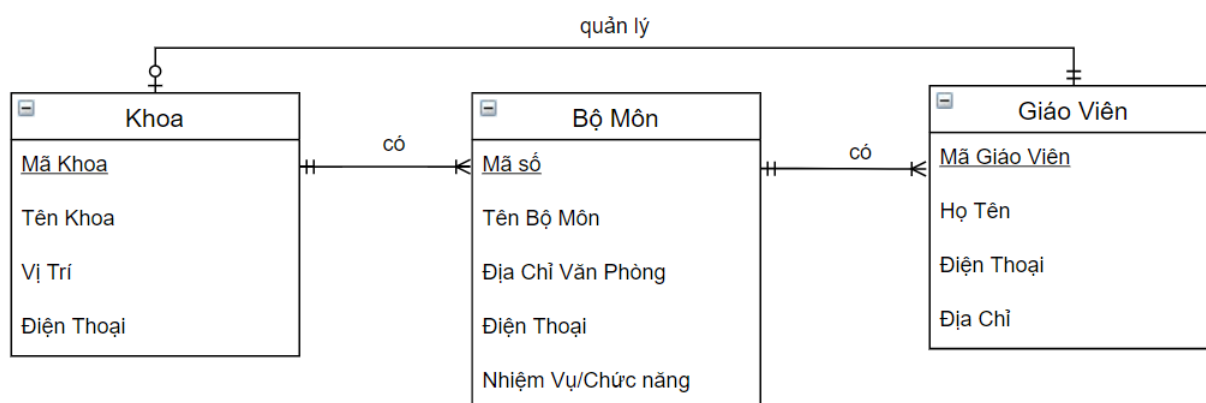 quản lý
Khoa
Mã Khoa
Tên Khoa
Vị Trí
Điện Thoại
có
Bộ Môn
Mã số
Tên Bộ Môn
Địa Chỉ Văn Phòng
Điện Thoại
Nhiệm Vụ/Chức năng
có
Giáo Viên
Mã Giáo Viên
Họ Tên
Điện Thoại
Địa Chỉ